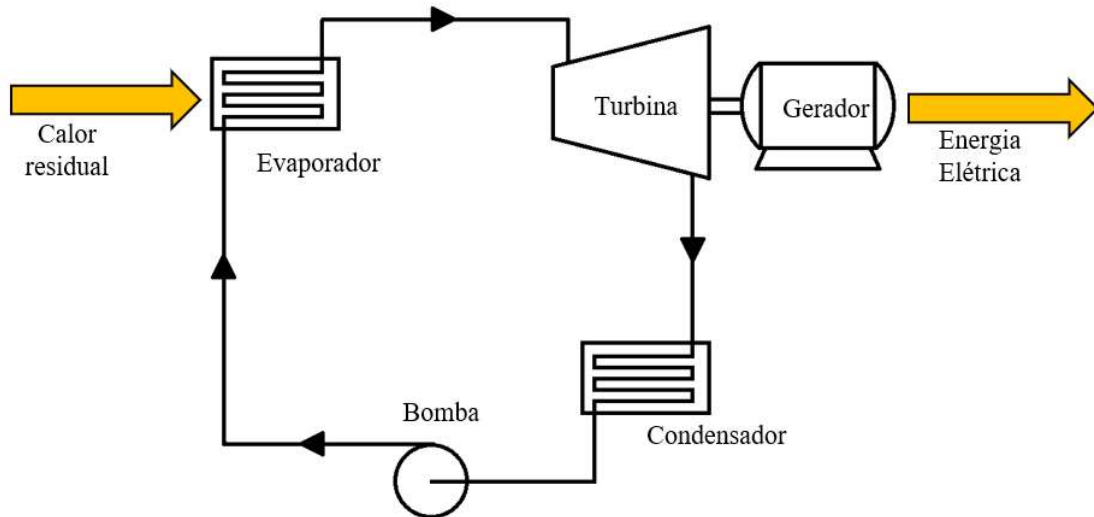 Turbina
Gerador
Calor
residual
Evaporador
Energia
Elétrica
Bomba
Condensador